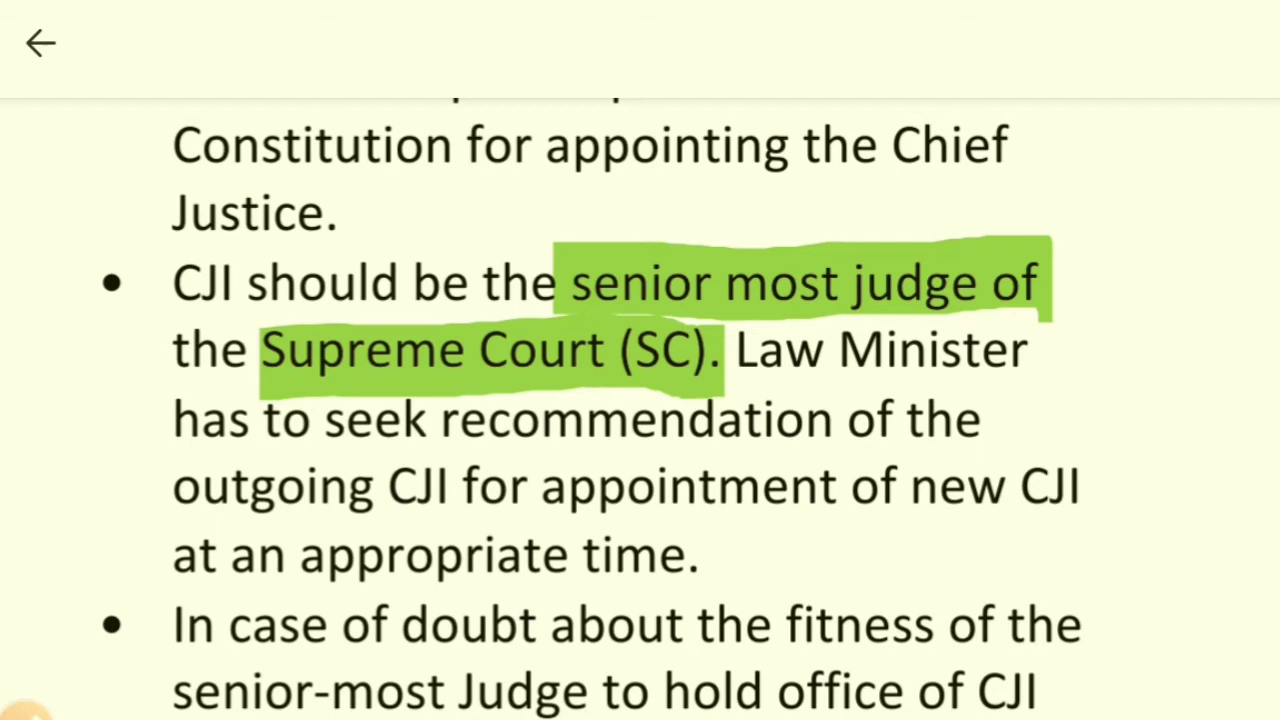 Constitution for appointing the Chief
Justice.
• CJI should be the senior most judge of
the Supreme Court (SC). Law Minister
has to seek recommendation of the
outgoing CJI for appointment of new CJI
at an appropriate time.
• In case of doubt about the fitness of the
senior-most Judge to hold office of CJI